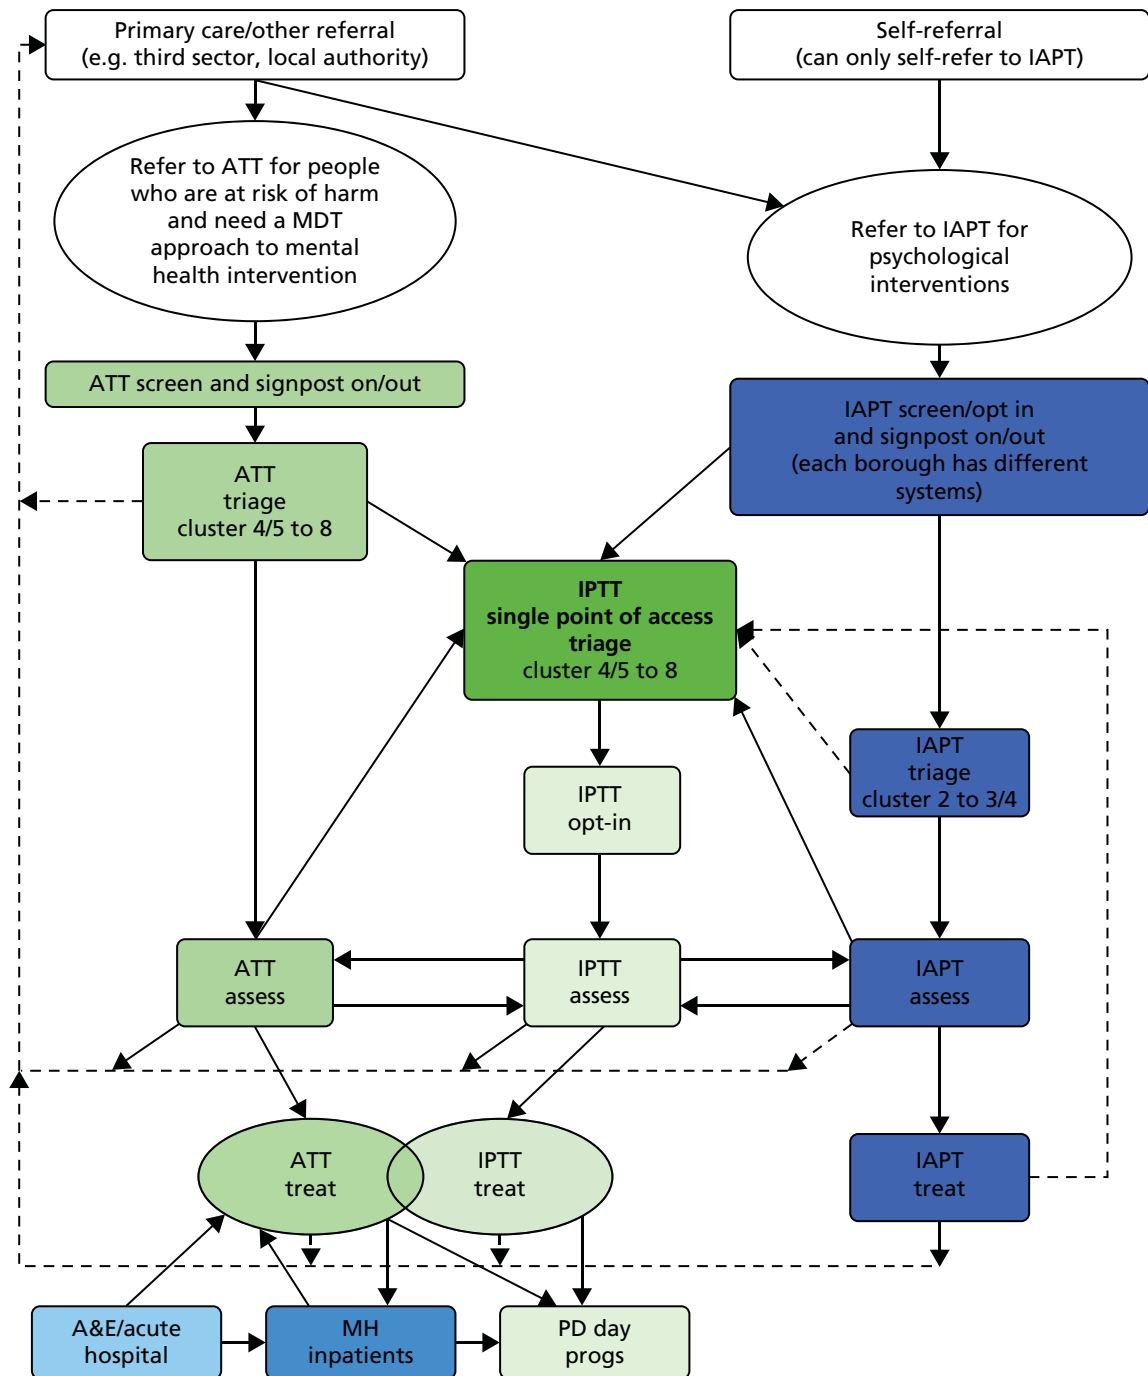 Primary care/other referral
(e.g. third sector, local authority)
Self-referral
(can only self-refer to IAPT)
Refer to ATT for people
who are at risk of harm
and need a MDT
approach to mental
health intervention
Refer to IAPT for
psychological
interventions
ATT screen and signpost on/out
IAPT screen/opt in
and signpost on/out
(each borough has different
systems)
ATT
triage
cluster 4/5 to 8
IPTT
single point of access
triage
cluster 4/5 to 8
IAPT
triage
cluster 2 to 3/4
IPTT
opt-in
ATT
assess
IPTT
assess
IAPT
assess
ATT
treat
IPTT
treat
IAPT
treat
A&E/acute
hospital
MH
inpatients
PD day
progs